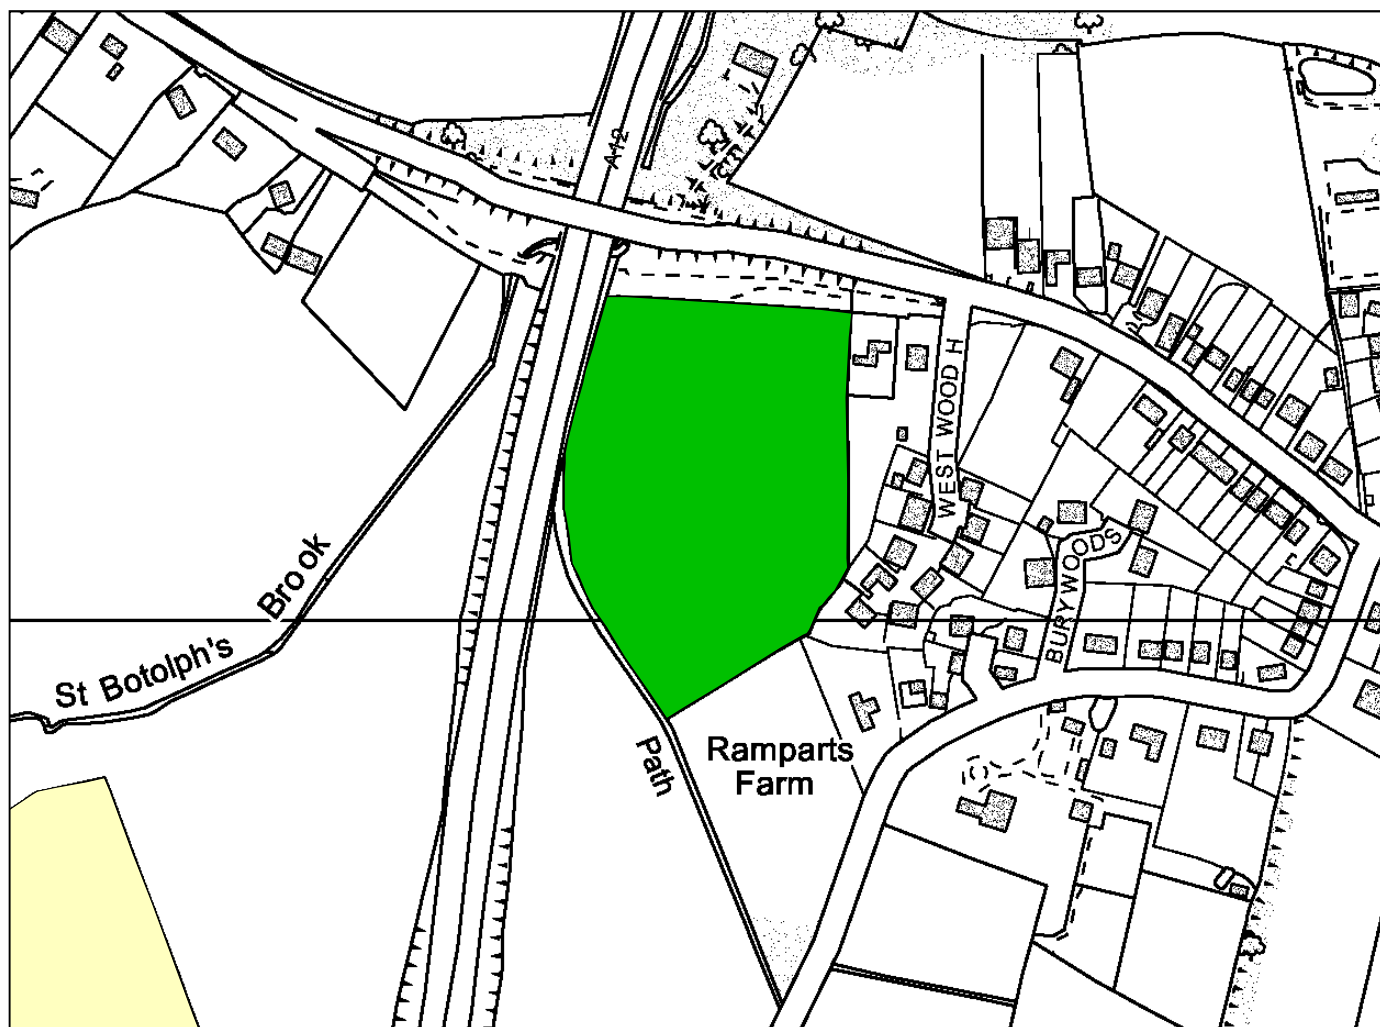 A12
WEST WOOD H
BURYWOODS
St Botolph's Brook
Path
Ramparts
Farm